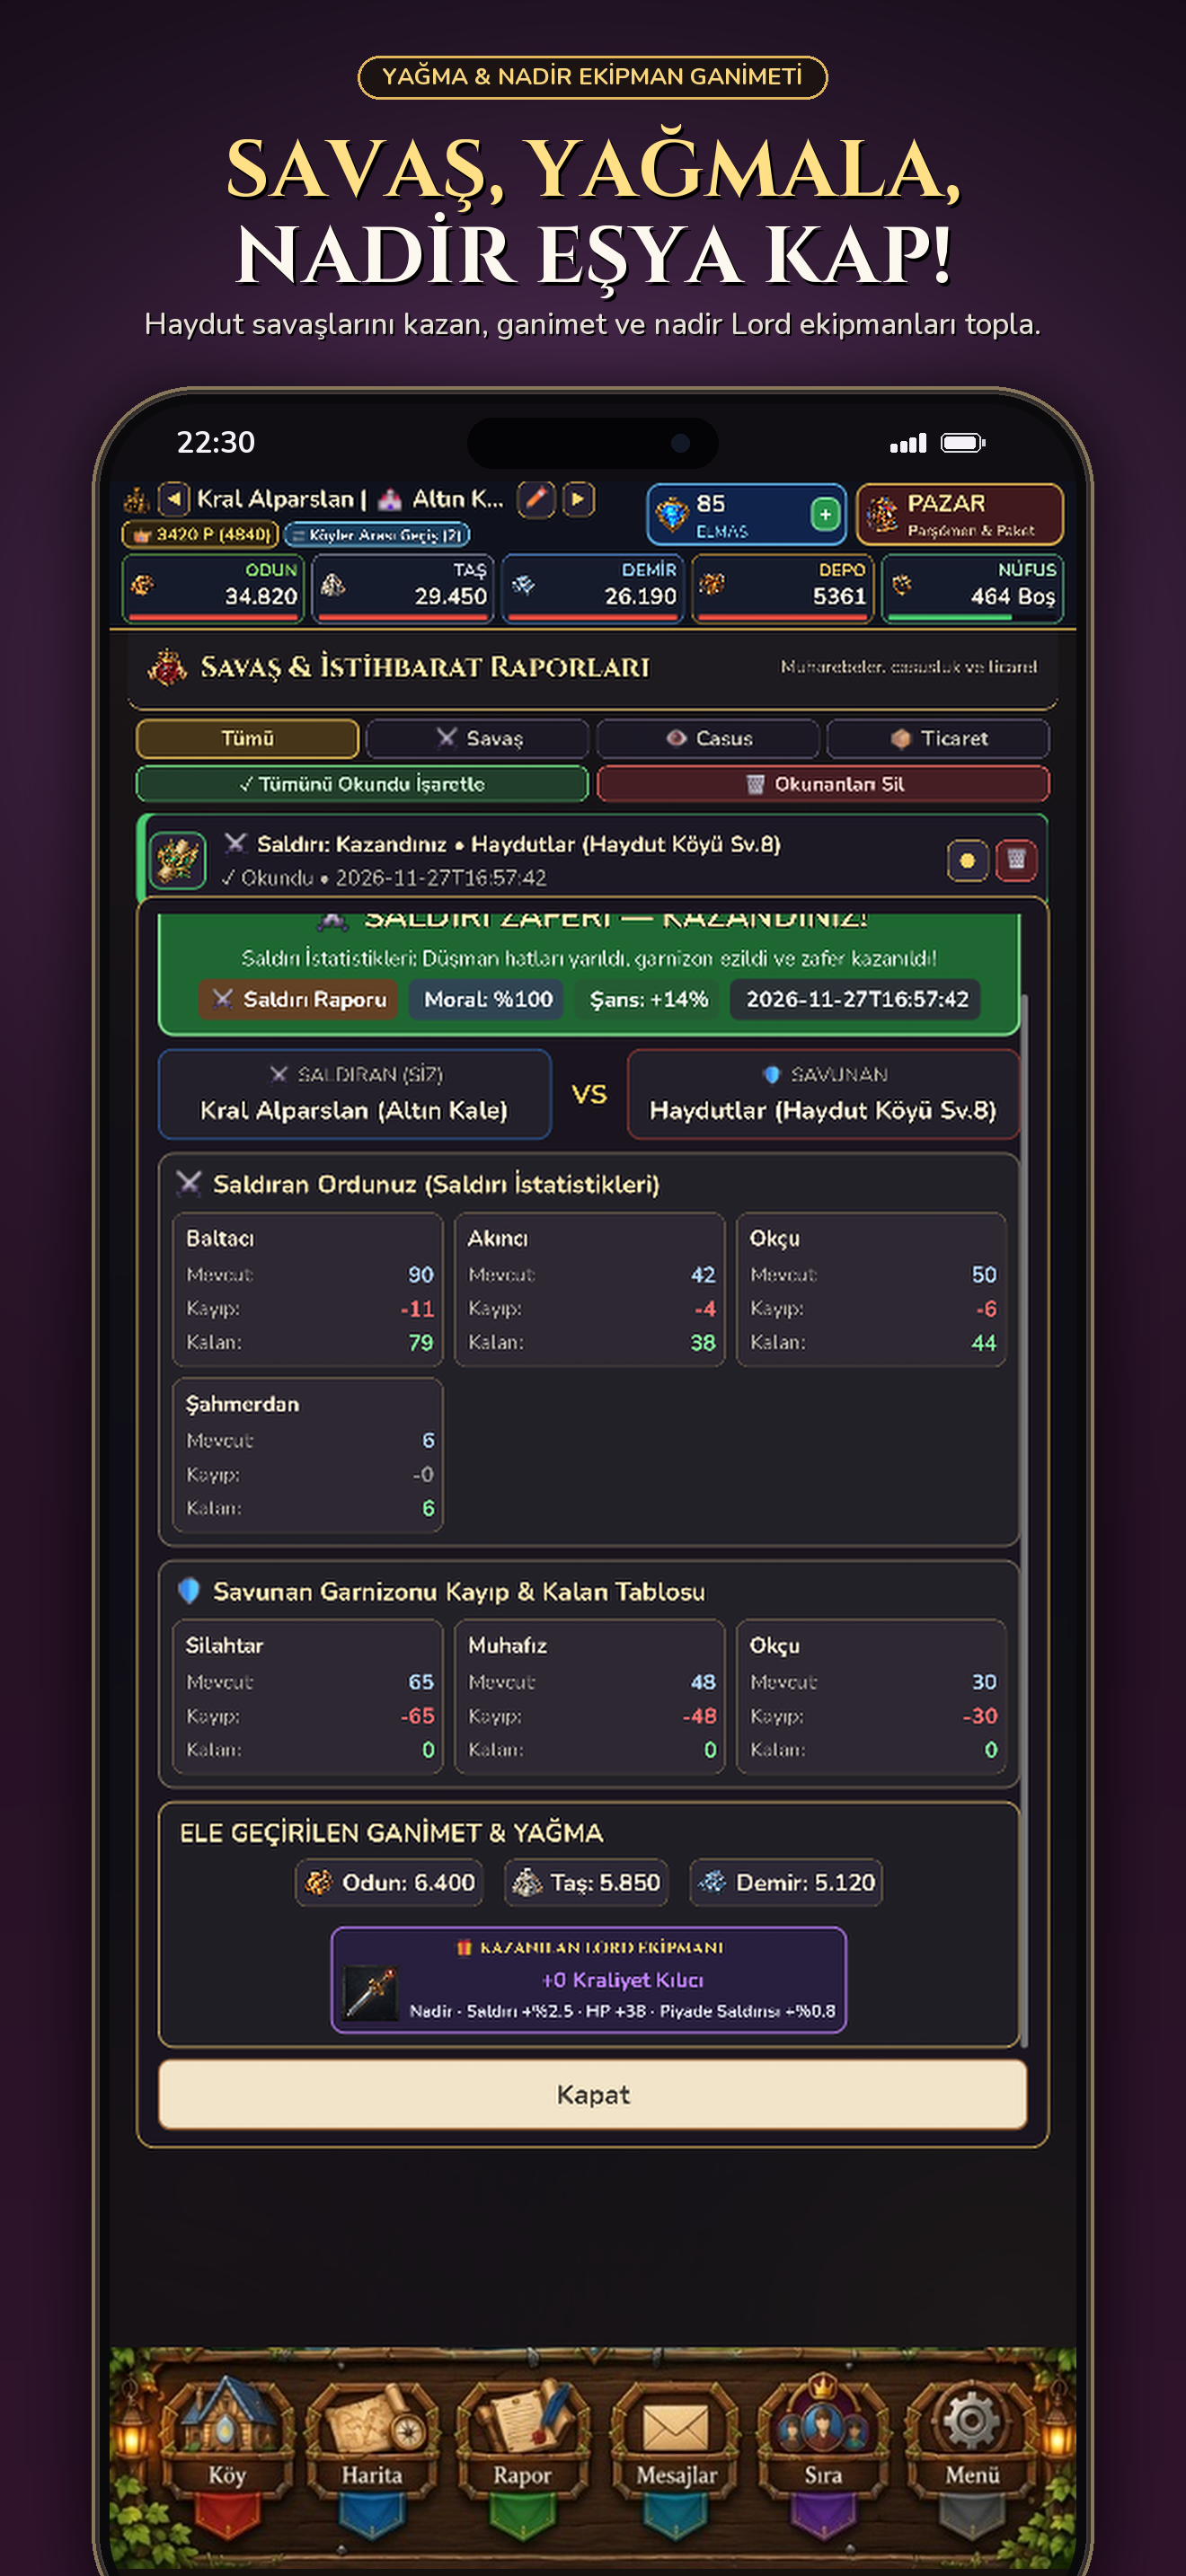 YAĞMA & NADİR EKİPMAN GANİMETİ
SAVAŞ, YAĞMALA,
NADİR EŞYA KAP!
Haydut savaşlarını kazan, ganimet ve nadir Lord ekipmanları topla.
22:30
Kral Alparslan | Altın K...
85
ELMAS
+
PAZAR
Parşömen & Paket
3420 P (4840)
Köyler Arası Geçiş (2)
ODUN
34.820
TAŞ
29.450
DEMİR
26.190
DEPO
5361
NÜFUS
464 Boş
SAVAŞ & İSTİHBARAT RAPORLARI
Muharebeler, casusluk ve ticaret
Tümü
Savaş
Casus
Ticaret
✓ Tümünü Okundu İşaretle
Okunanları Sil
Saldırı: Kazandınız • Haydutlar (Haydut Köyü Sv.8)
✓ Okundu • 2026-11-27T16:57:42
SALDIRI ZAFERİ — KAZANDINIZ!
Saldırı İstatistikleri: Düşman hatları yarıldı, garnizon ezildi ve zafer kazanıldı!
Saldırı Raporu
Moral: %100
Şans: +14%
2026-11-27T16:57:42
SALDIRAN (SİZ)
Kral Alparslan (Altın Kale)
VS
SAVUNAN
Haydutlar (Haydut Köyü Sv.8)
Saldıran Ordunuz (Saldırı İstatistikleri)
Baltacı
Mevcut: 90
Kayıp: -11
Kalan: 79
Akıncı
Mevcut: 42
Kayıp: -4
Kalan: 38
Okçu
Mevcut: 50
Kayıp: -6
Kalan: 44
Şahmerdan
Mevcut: 6
Kayıp: -0
Kalan: 6
Savunan Garnizonu Kayıp & Kalan Tablosu
Silahtar
Mevcut: 65
Kayıp: -65
Kalan: 0
Muhafız
Mevcut: 48
Kayıp: -48
Kalan: 0
Okçu
Mevcut: 30
Kayıp: -30
Kalan: 0
ELE GEÇİRİLEN GANİMET & YAĞMA
Odun: 6.400
Taş: 5.850
Demir: 5.120
KAZANILAN LORD EKİPMANI
+0 Kraliyet Kılıcı
Nadir · Saldırı +%2.5 · HP +38 · Piyade Saldırısı +%0.8
Kapat
Köy
Harita
Rapor
Mesajlar
Sıra
Menü